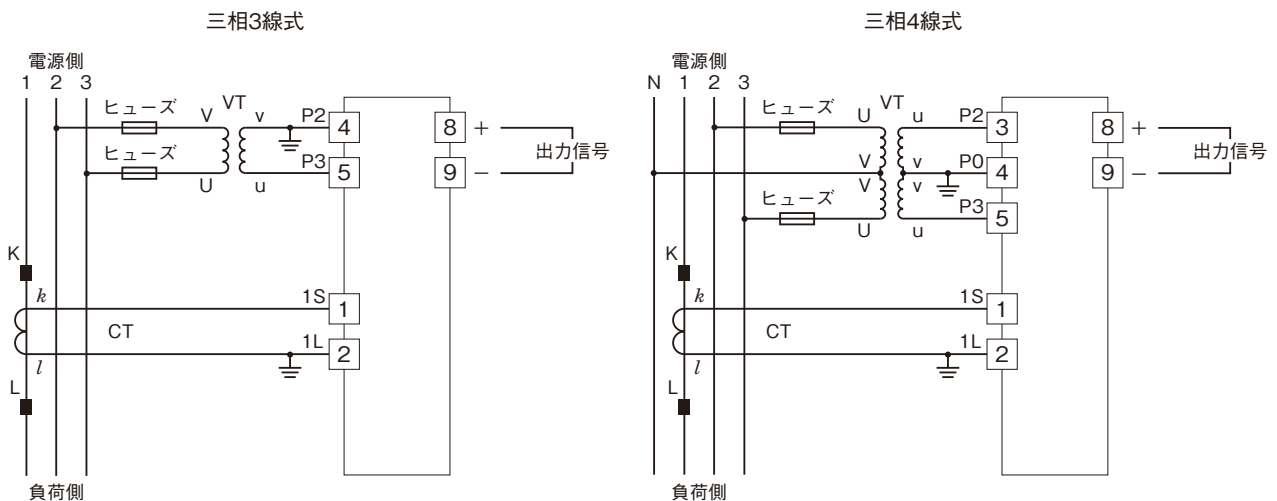 三相3線式
電源側
1 2 3
ヒューズ V VT v P2 4 8 +
ヒューズ U u P3 5 9 −
出力信号
K
k 1S 1
CT
l 1L 2
L
負荷側
三相4線式
電源側
N 1 2 3
ヒューズ U VT u P2 3 8 +
V v P0 4 9 −
V v
出力信号
ヒューズ U u P3 5
K
k 1S 1
CT
l 1L 2
L
負荷側